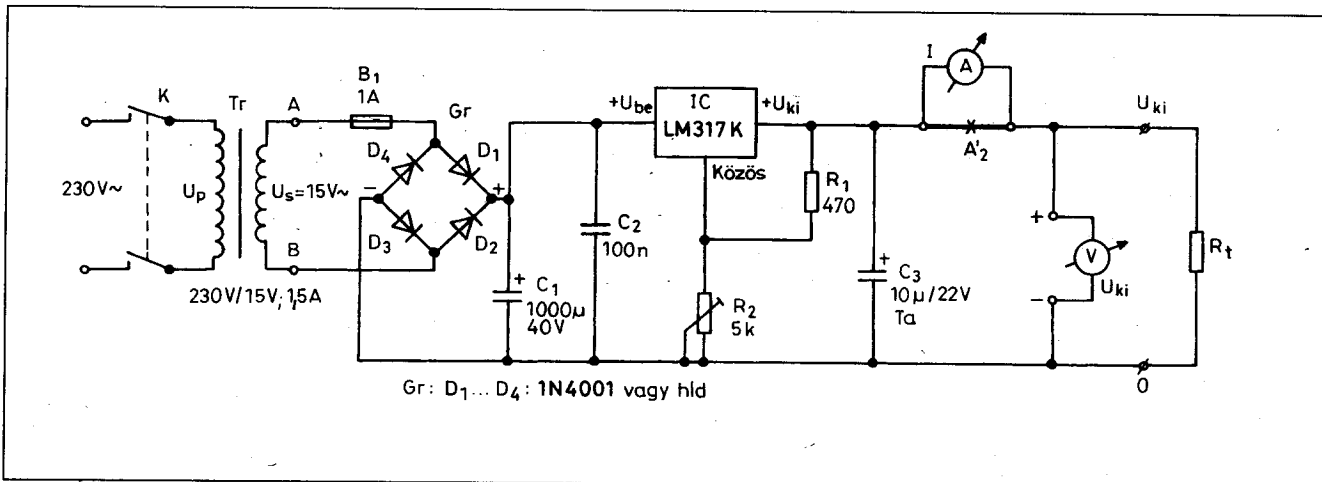 230V~
K
Tr
U_p
U_s=15V~
A
B
230V/15V; 1,5A
B1
1A
Gr
D4
D1
D3
D2
-
+
+
C1
1000µ
40V
C2
100n
+U_be
IC
LM317K
+U_ki
Közös
R1
470
R2
5k
+
C3
10µ/22V
Ta
I
A
A'2
U_ki
+
V
-
U_ki
R_t
0
Gr: D1...D4: 1N4001 vagy híd